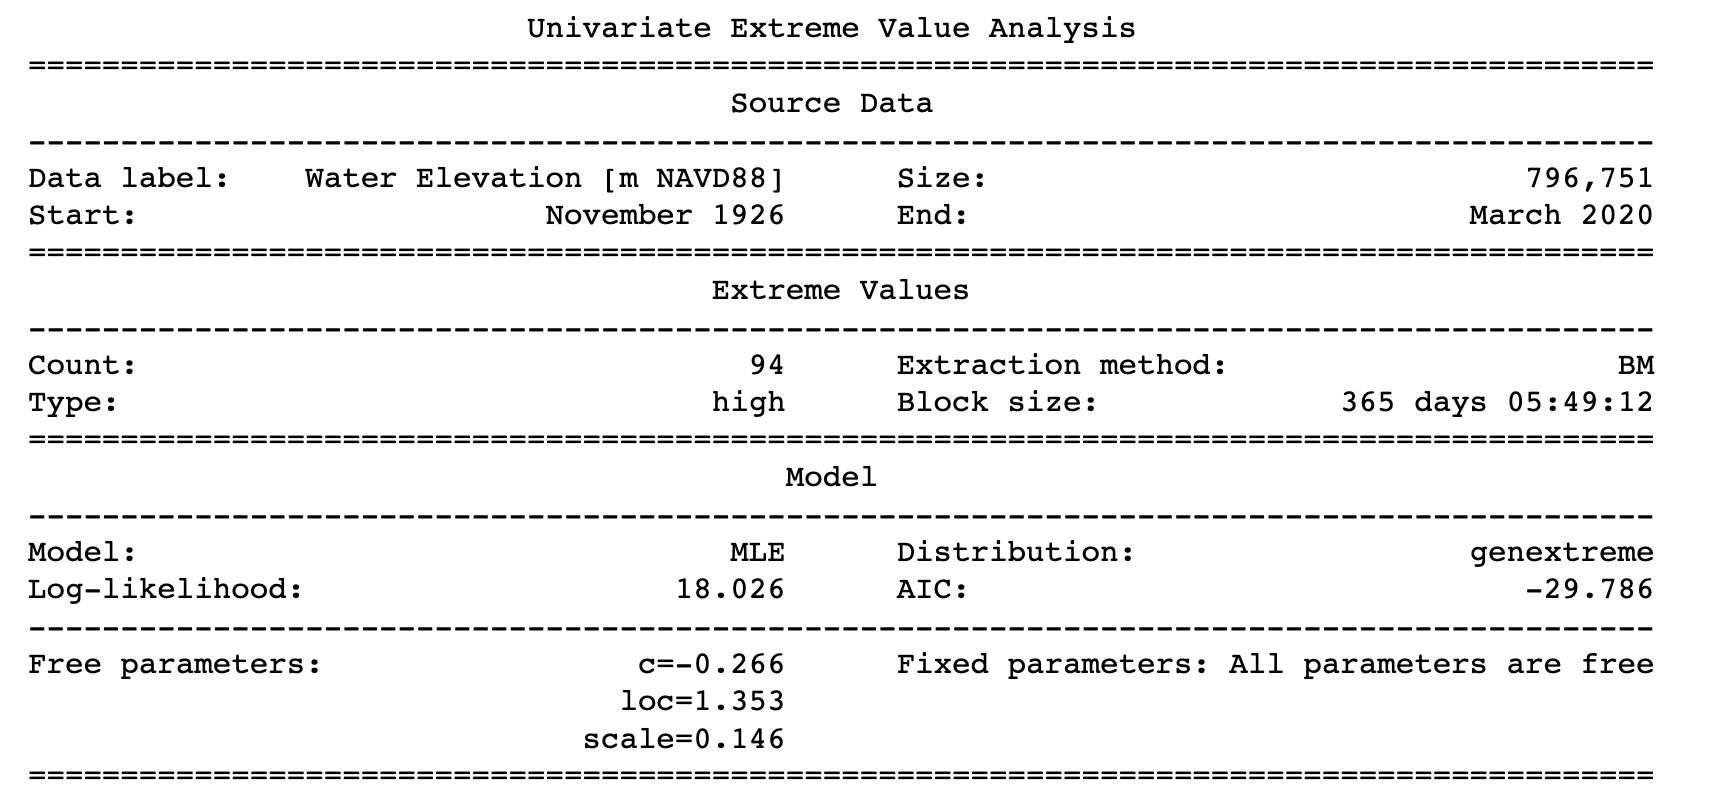 Univariate Extreme Value Analysis
========================================================================================
Source Data
----------------------------------------------------------------------------------------
Data label: Water Elevation [m NAVD88] Size: 796,751
Start: November 1926 End: March 2020
========================================================================================
Extreme Values
----------------------------------------------------------------------------------------
Count: 94 Extraction method: BM
Type: high Block size: 365 days 05:49:12
========================================================================================
Model
----------------------------------------------------------------------------------------
Model: MLE Distribution: genextreme
Log-likelihood: 18.026 AIC: -29.786
----------------------------------------------------------------------------------------
Free parameters: c=-0.266 Fixed parameters: All parameters are free
loc=1.353
scale=0.146
========================================================================================